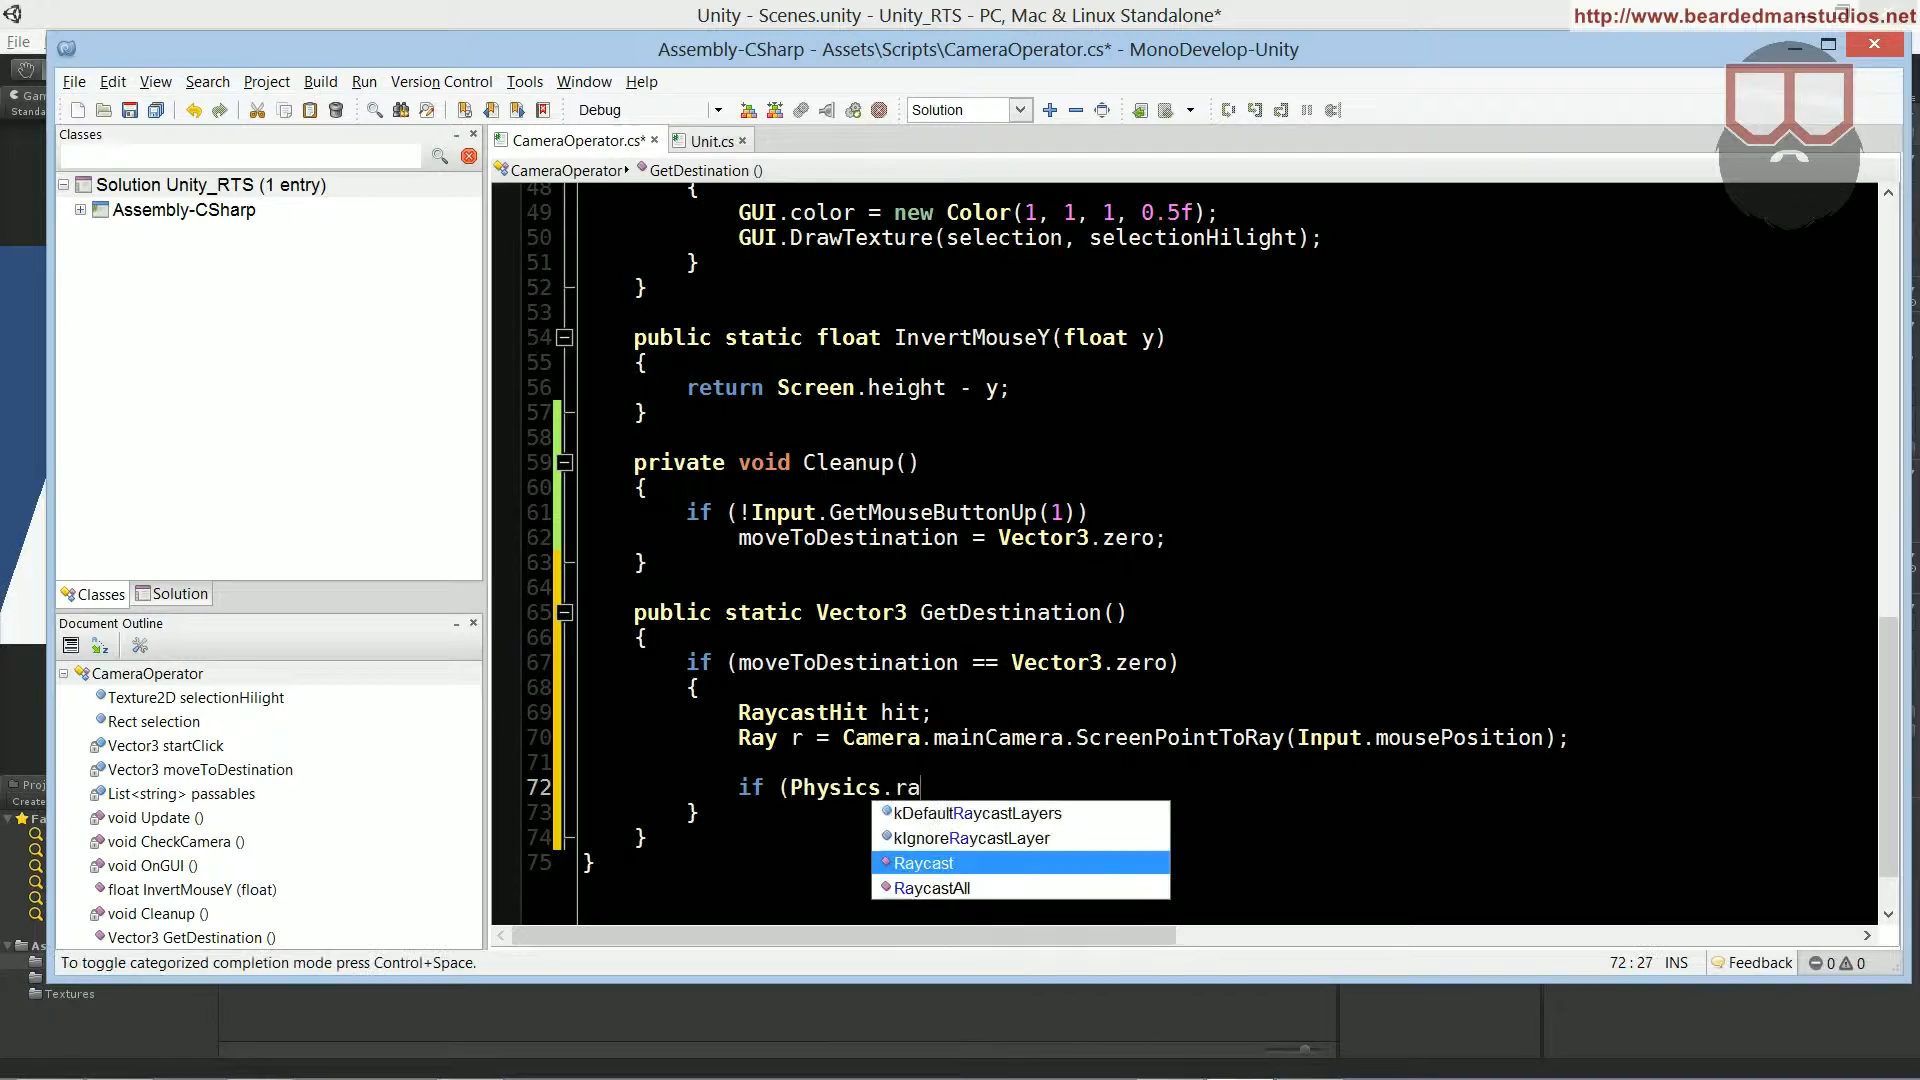 Unity - Scenes.unity - Unity_RTS - PC, Mac & Linux Standalone*
http://www.beardedmanstudios.net
File
Assembly-CSharp - Assets\Scripts\CameraOperator.cs* - MonoDevelop-Unity
File Edit View Search Project Build Run Version Control Tools Window Help
Debug
Solution
Gam
Standa
Classes
CameraOperator.cs*
Unit.cs
CameraOperator
GetDestination ()
Solution Unity_RTS (1 entry)
Assembly-CSharp
Classes
Solution
Document Outline
CameraOperator
Texture2D selectionHilight
Rect selection
Vector3 startClick
Vector3 moveToDestination
List<string> passables
void Update ()
void CheckCamera ()
void OnGUI ()
float InvertMouseY (float)
void Cleanup ()
Vector3 GetDestination ()
48 {
49 GUI.color = new Color(1, 1, 1, 0.5f);
50 GUI.DrawTexture(selection, selectionHilight);
51 }
52 }
53
54 public static float InvertMouseY(float y)
55 {
56 return Screen.height - y;
57 }
58
59 private void Cleanup()
60 {
61 if (!Input.GetMouseButtonUp(1))
62 moveToDestination = Vector3.zero;
63 }
64
65 public static Vector3 GetDestination()
66 {
67 if (moveToDestination == Vector3.zero)
68 {
69 RaycastHit hit;
70 Ray r = Camera.mainCamera.ScreenPointToRay(Input.mousePosition);
71
72 if (Physics.ra
73 }
74 }
75 }
kDefaultRaycastLayers
kIgnoreRaycastLayer
Raycast
RaycastAll
Proj
Create
Fa
As
To toggle categorized completion mode press Control+Space.
72 : 27 INS Feedback 0 0
Textures